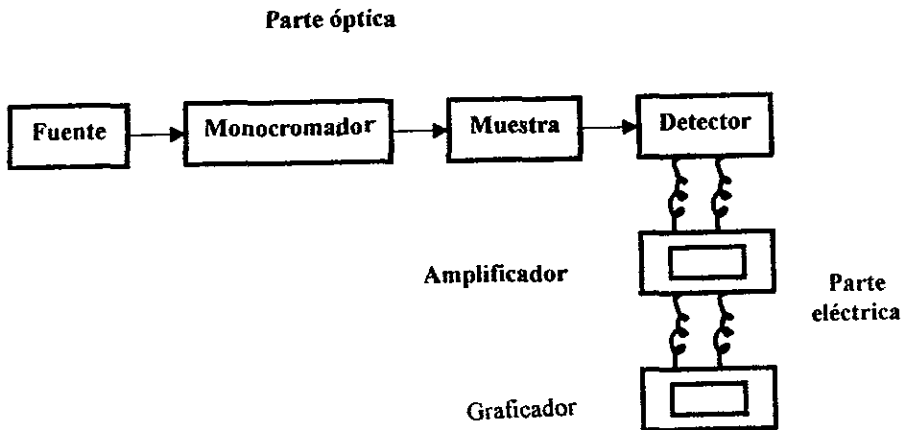 Parte óptica
Fuente
Monocromador
Muestra
Detector
Amplificador
Parte
eléctrica
Graficador